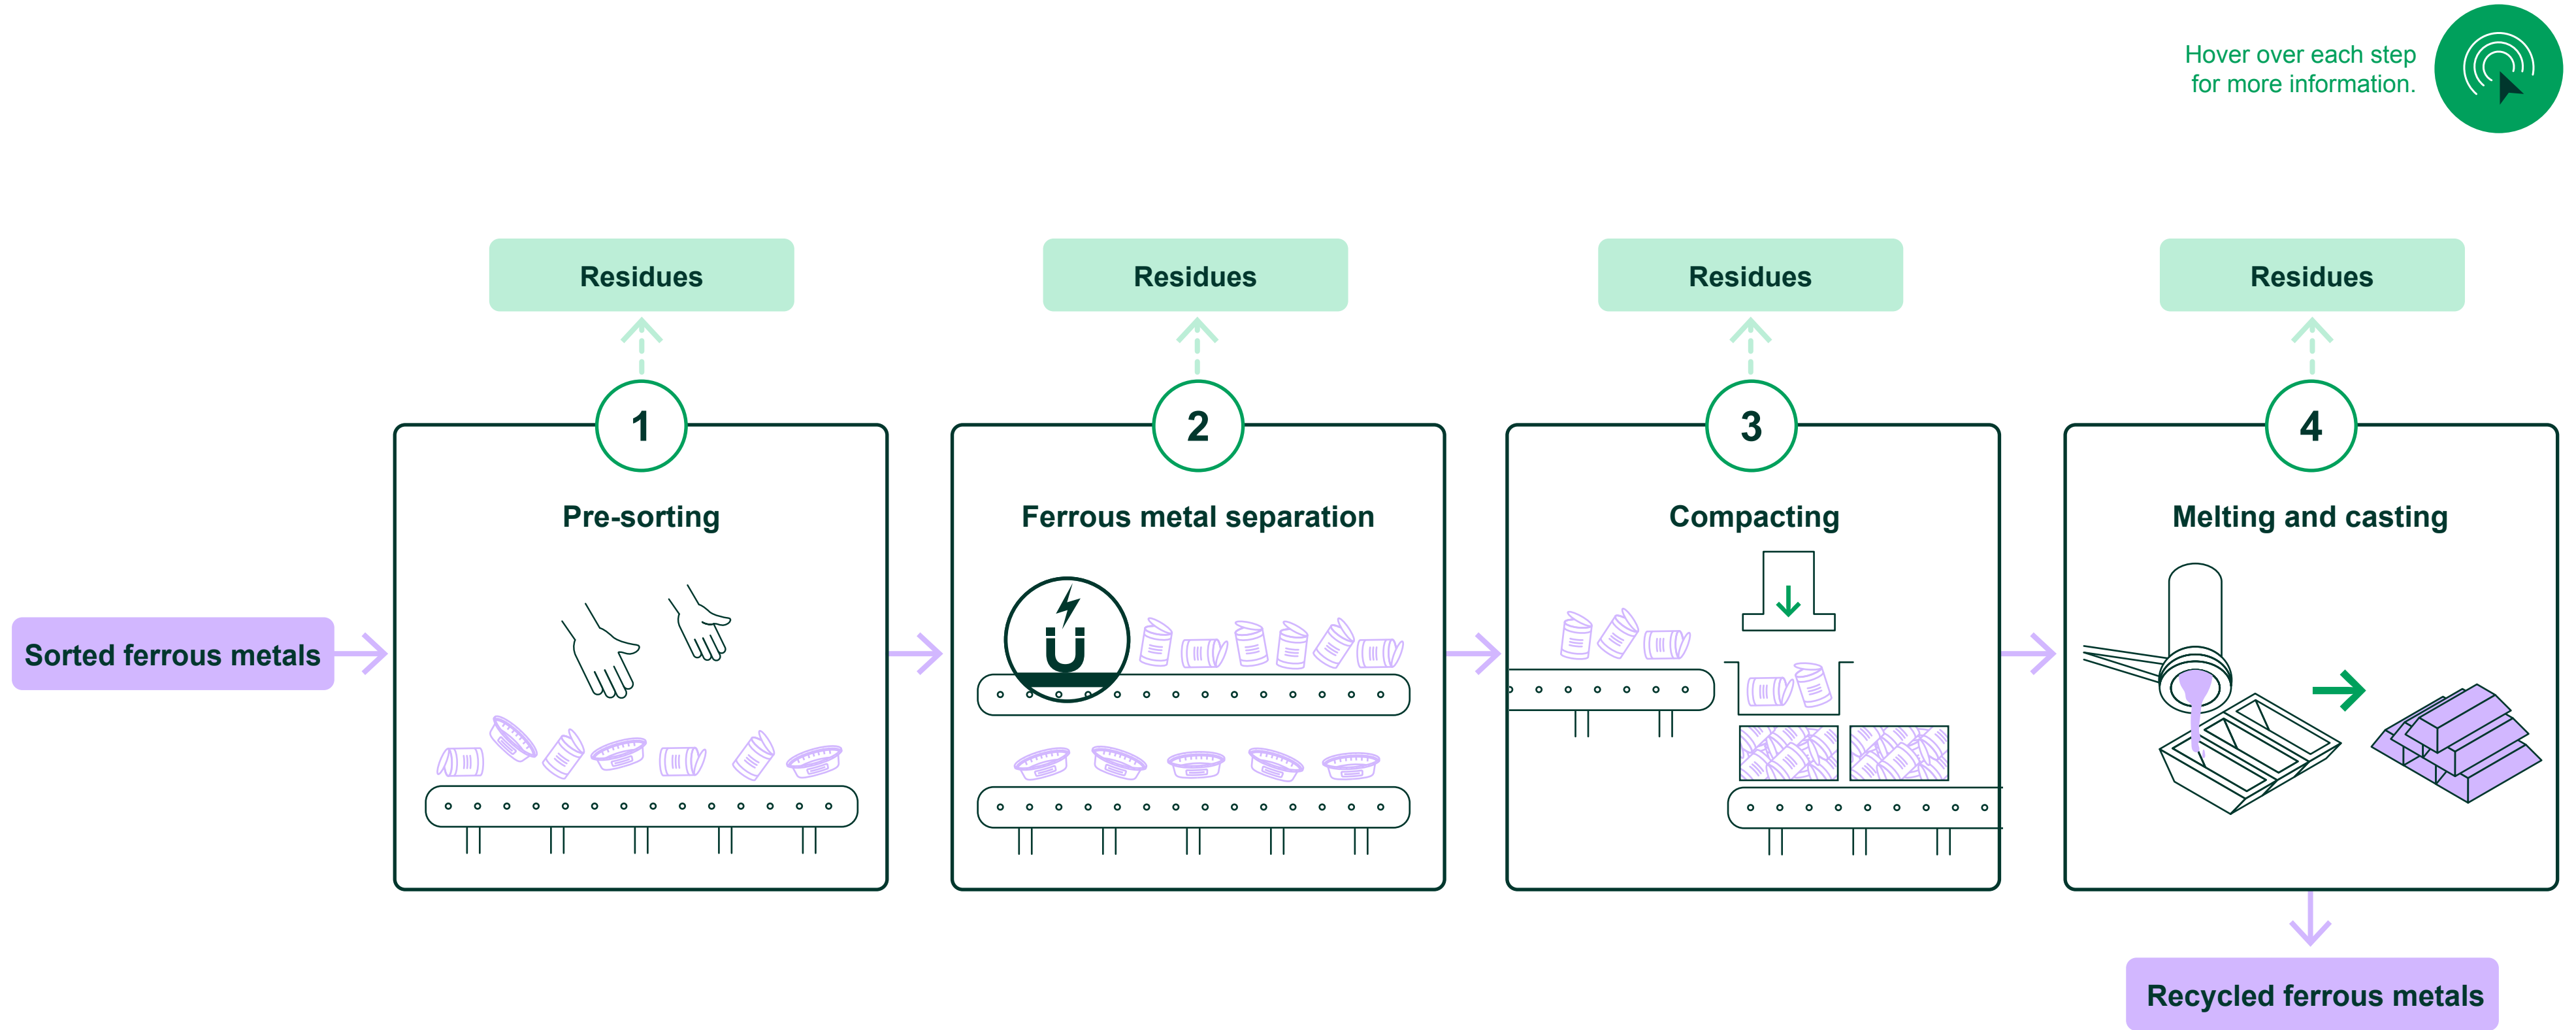 Hover over each step
for more information.
Residues
Residues
Residues
Residues
1
2
3
4
Pre-sorting
Ferrous metal separation
Compacting
Melting and casting
Sorted ferrous metals
Recycled ferrous metals